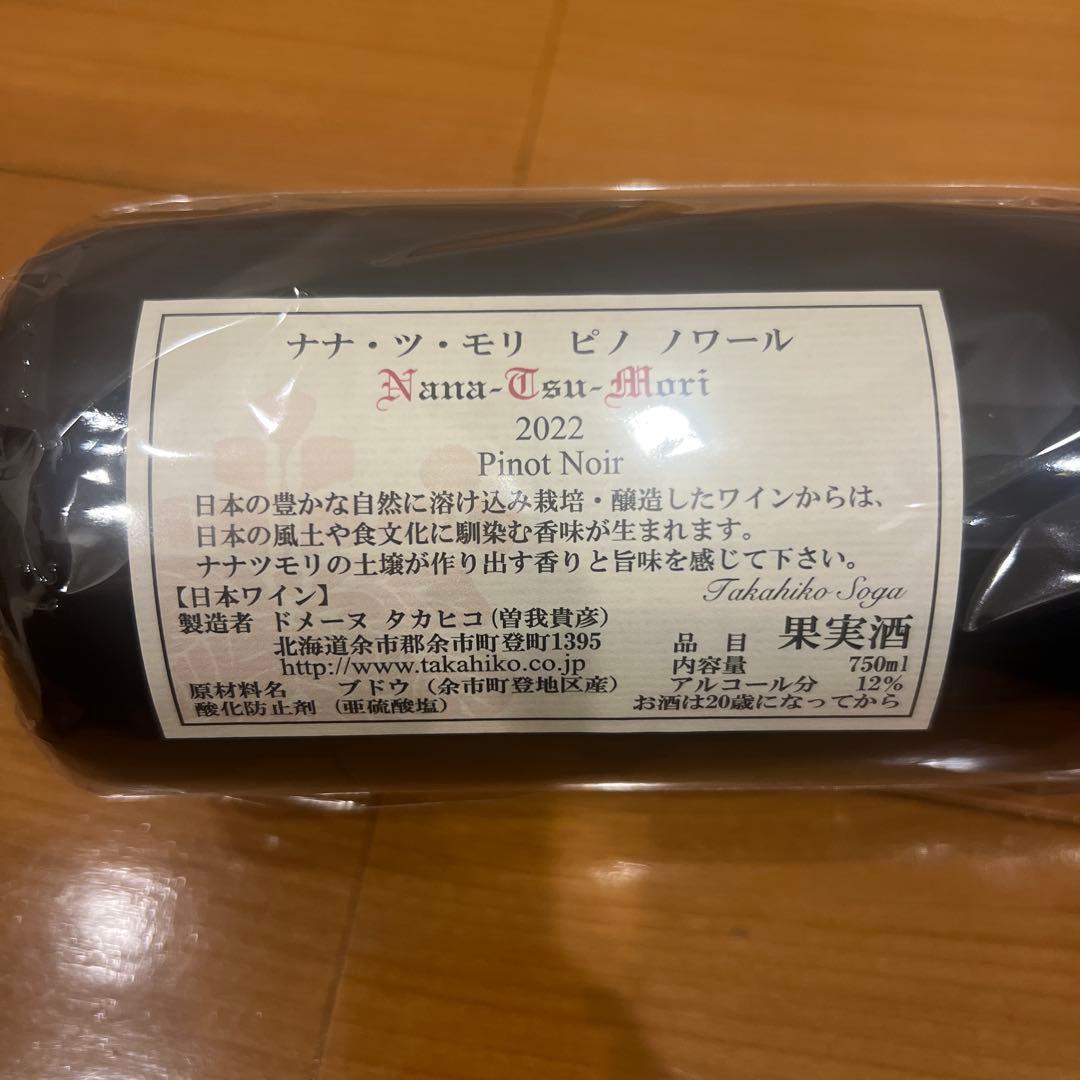 ナナ・ツ・モリ　ピノ ノワール
Nana-Tsu-Mori
2022
Pinot Noir
日本の豊かな自然に溶け込み栽培・醸造したワインからは、
日本の風土や食文化に馴染む香味が生まれます。
ナナツモリの土壌が作り出す香りと旨味を感じて下さい。
Takahiko Soga
【日本ワイン】
製造者 ドメーヌ タカヒコ(曽我貴彦)
北海道余市郡余市町登町1395
http://www.takahiko.co.jp
原材料名　ブドウ（余市町登地区産）
酸化防止剤（亜硫酸塩）
品目　果実酒
内容量　750ml
アルコール分　12%
お酒は20歳になってから